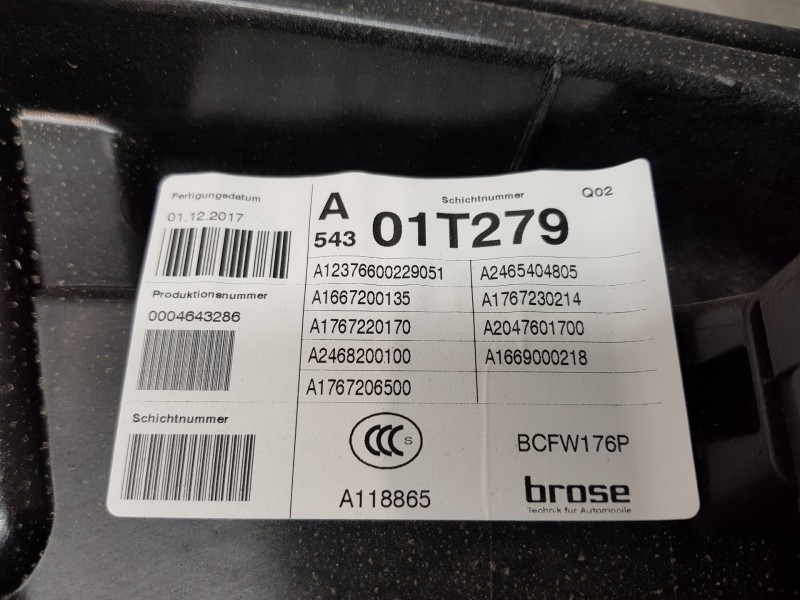 Fertigungsdatum
01.12.2017
Produktionsnummer
0004643286
Schichtnummer
A
543
Schichtnummer
Q02
01T279
A12376600229051 A2465404805
A1667200135 A1767230214
A1767220170 A2047601700
A2468200100 A1669000218
A1767206500
CCC S
BCFW176P
A118865
brose
Technik für Automobile